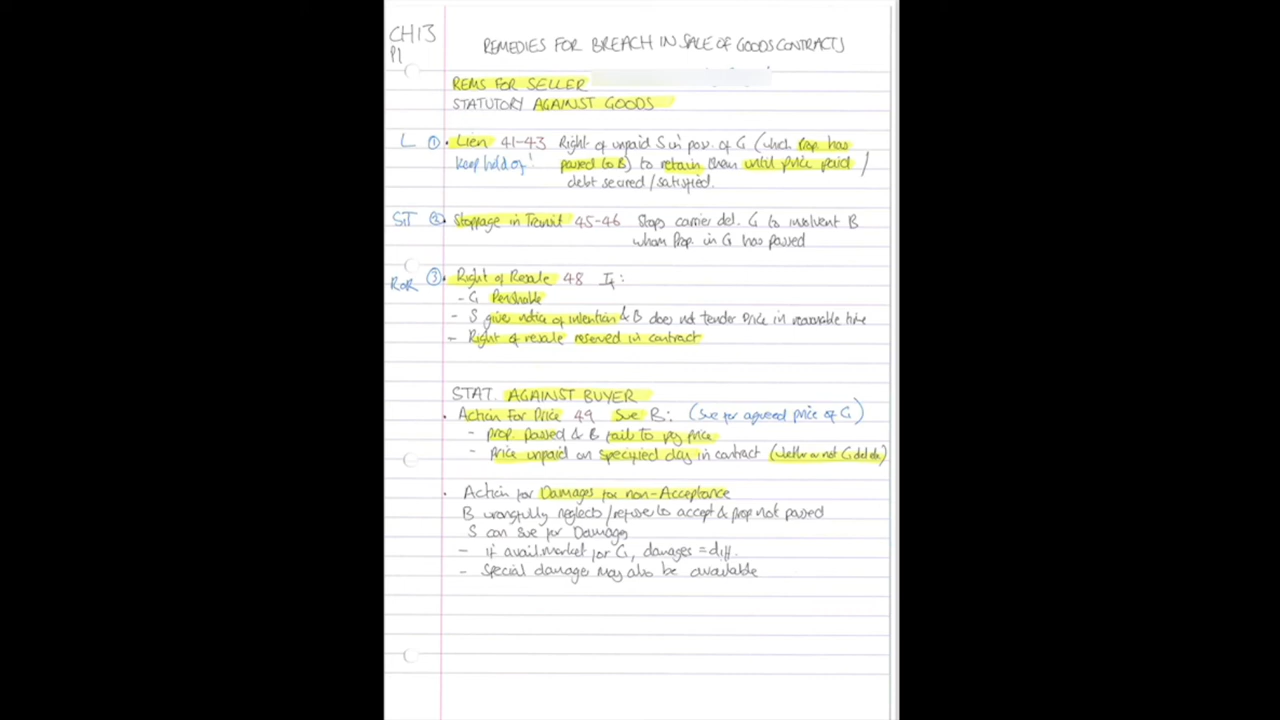 CH13
P1
REMEDIES FOR BREACH IN SALE OF GOODS CONTRACTS
REMS FOR SELLER
STATUTORY AGAINST GOODS
L ① · Lien 41-43 Right of unpaid S in pos. of G (which Prop. has
keep hold of! passed to B) to retain them until price paid /
debt secured/satisfied.
ST ② · Stoppage in Transit 45-46 Stops carrier del. G to insolvent B
whom Prop. in G has passed
ROR ③ · Right of Resale 48 If:
- G Perishable
- S give notice of intention & B does not tender Price in reasonable time
- Right of resale reserved in contract
STAT. AGAINST BUYER
· Action For Price 49 Sue B: (Sue for agreed price of G)
- prop. passed & B fail to pay price
- price unpaid on specified day in contract (wether or not G del etc)
· Action for Damages for non-Acceptance
B wrongfully neglects/refuse to accept & prop not passed
S can sue for Damages
- if avail. market for G, damages = diff.
- Special damage may also be available